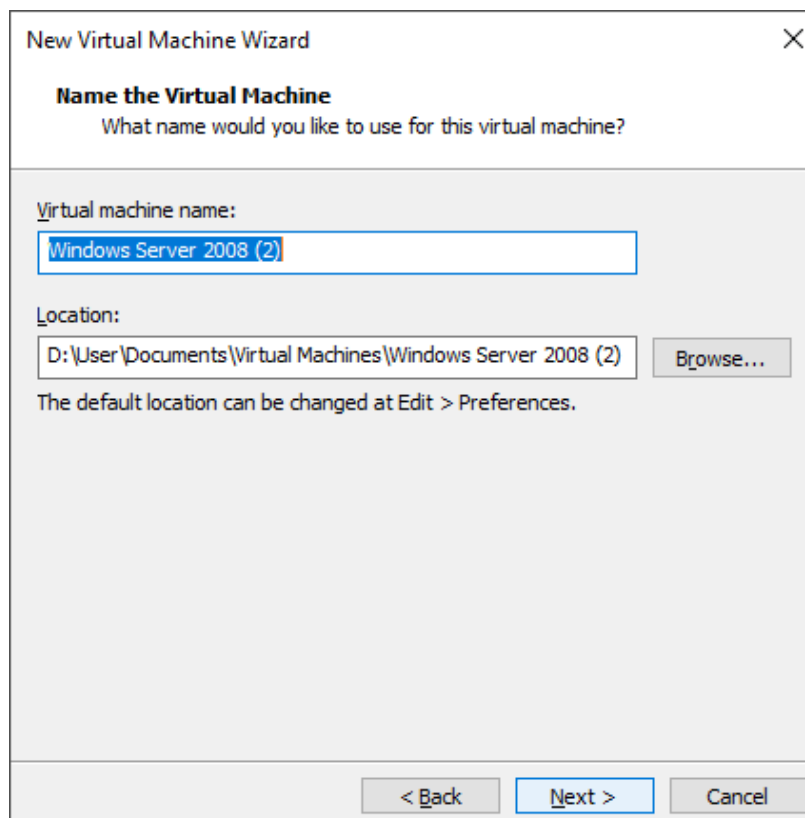 New Virtual Machine Wizard
Name the Virtual Machine
What name would you like to use for this virtual machine?
Virtual machine name:
Windows Server 2008 (2)
Location:
D:\User\Documents\Virtual Machines\Windows Server 2008 (2)
Browse...
The default location can be changed at Edit > Preferences.
< Back
Next >
Cancel